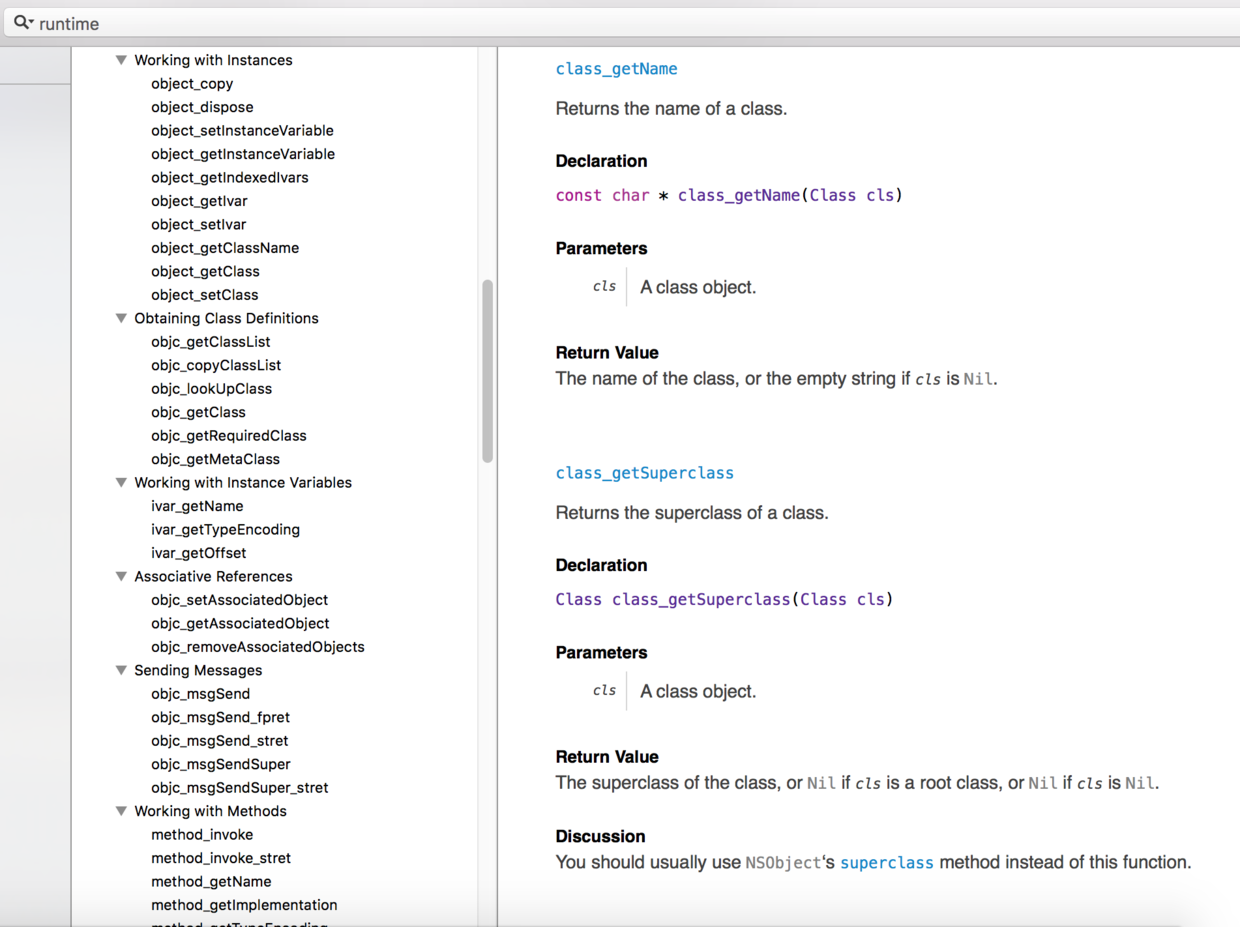 runtime
Working with Instances
object_copy
object_dispose
object_setInstanceVariable
object_getInstanceVariable
object_getIndexedIvars
object_getIvar
object_setIvar
object_getClassName
object_getClass
object_setClass
Obtaining Class Definitions
objc_getClassList
objc_copyClassList
objc_lookUpClass
objc_getClass
objc_getRequiredClass
objc_getMetaClass
Working with Instance Variables
ivar_getName
ivar_getTypeEncoding
ivar_getOffset
Associative References
objc_setAssociatedObject
objc_getAssociatedObject
objc_removeAssociatedObjects
Sending Messages
objc_msgSend
objc_msgSend_fpret
objc_msgSend_stret
objc_msgSendSuper
objc_msgSendSuper_stret
Working with Methods
method_invoke
method_invoke_stret
method_getName
method_getImplementation
method_getTypeEncoding
class_getName
Returns the name of a class.
Declaration
const char * class_getName(Class cls)
Parameters
cls A class object.
Return Value
The name of the class, or the empty string if cls is Nil.
class_getSuperclass
Returns the superclass of a class.
Declaration
Class class_getSuperclass(Class cls)
Parameters
cls A class object.
Return Value
The superclass of the class, or Nil if cls is a root class, or Nil if cls is Nil.
Discussion
You should usually use NSObject‘s superclass method instead of this function.